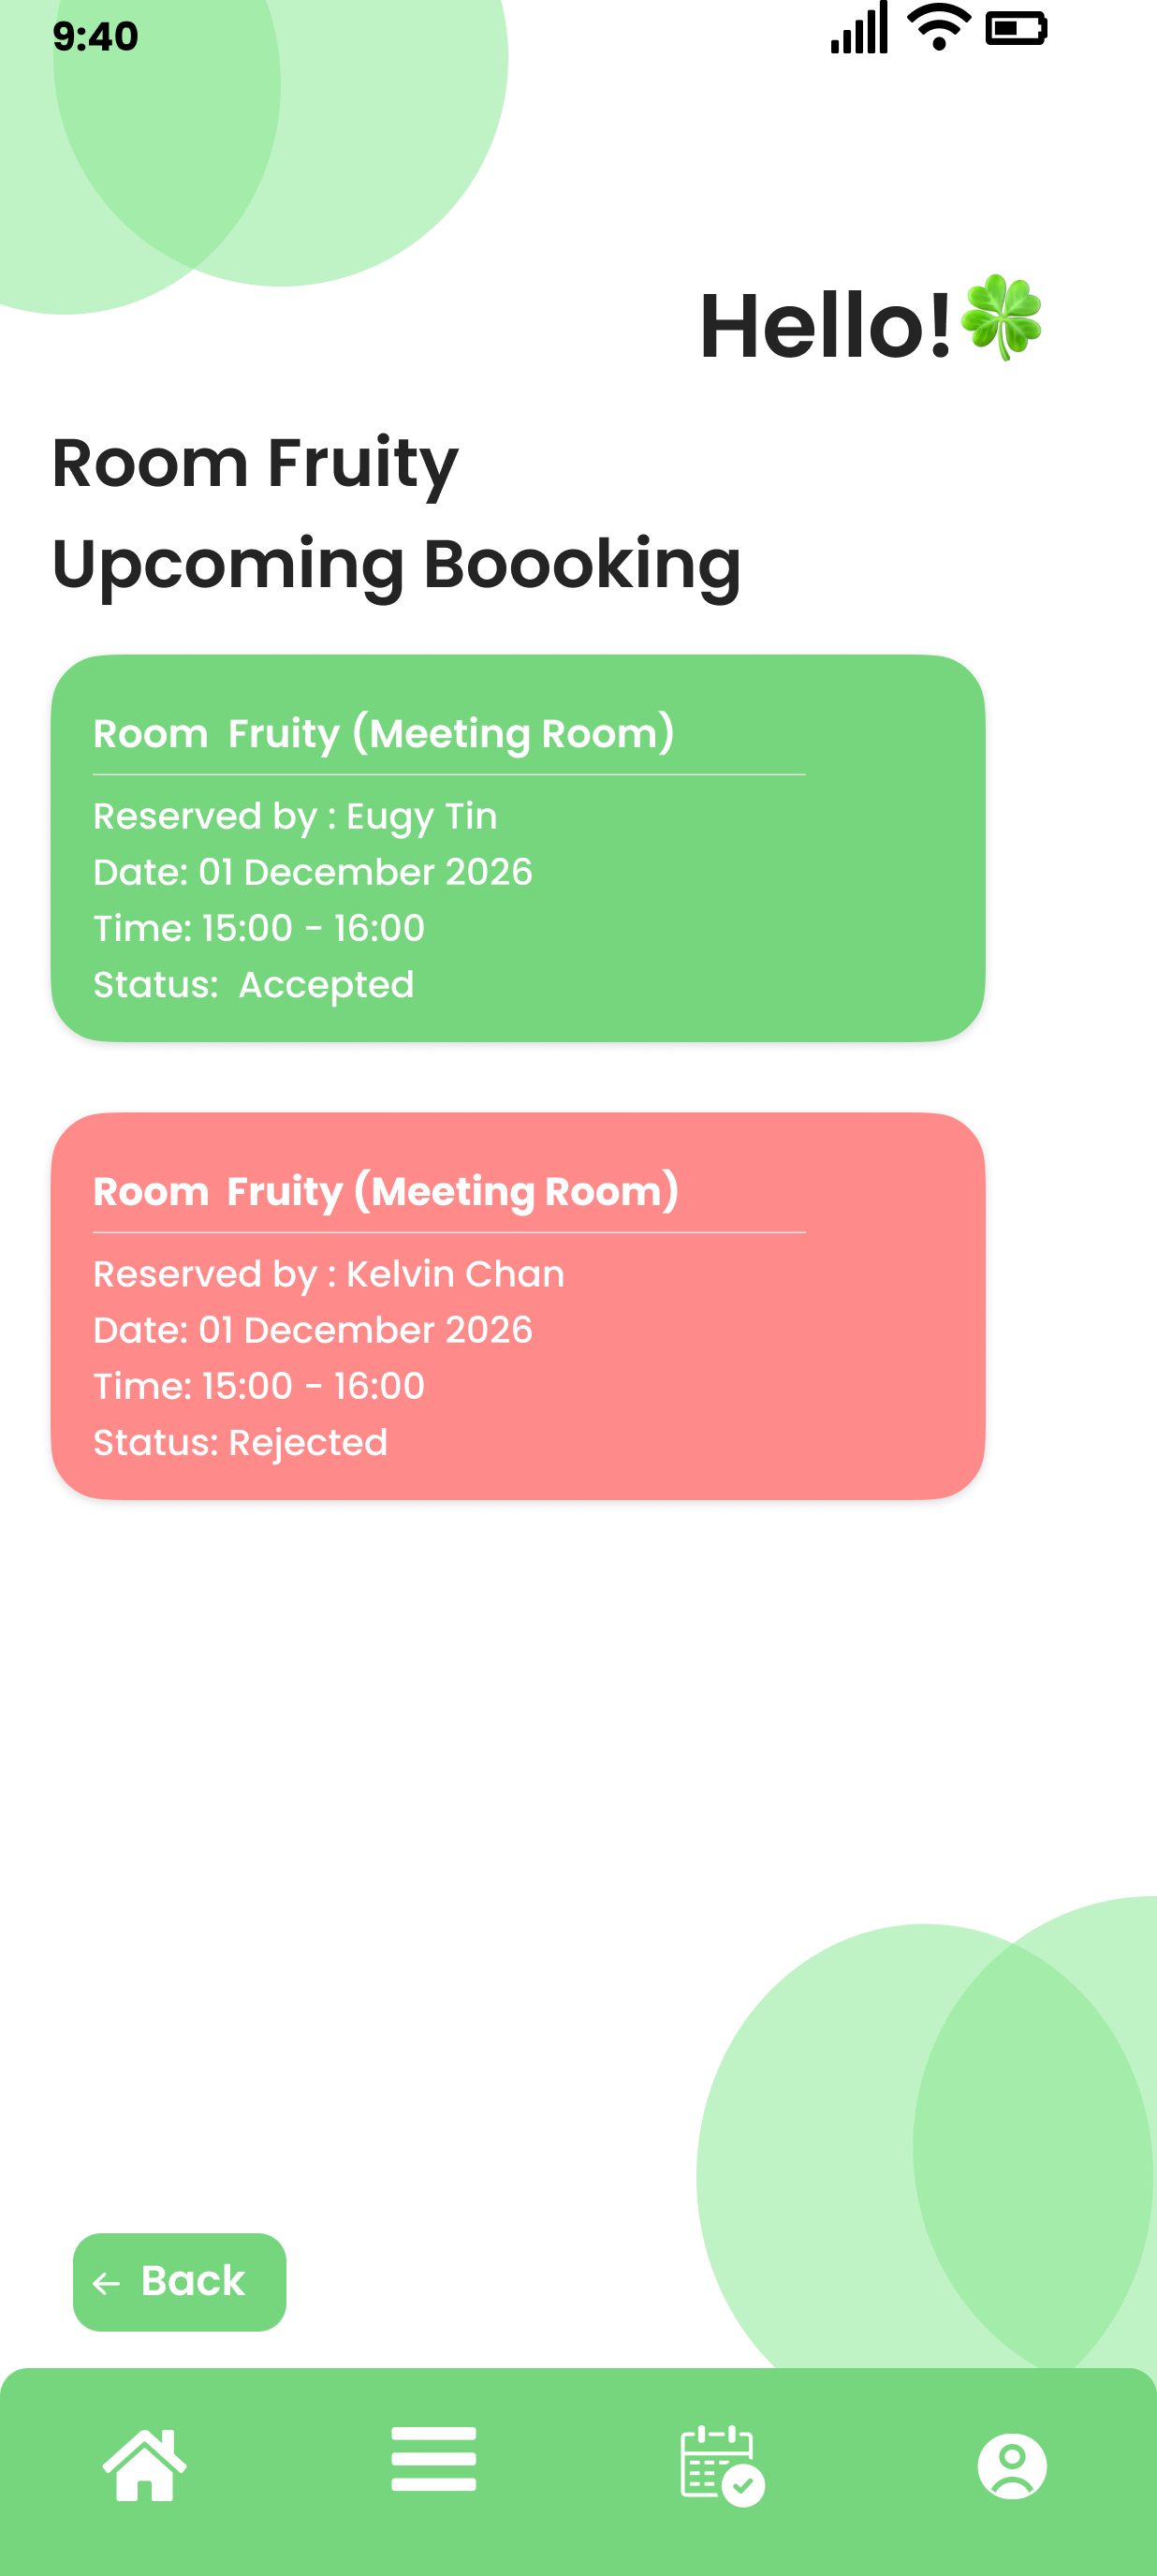 9:40
Hello!🍀
Room Fruity
Upcoming Boooking
Room  Fruity (Meeting Room)
Reserved by : Eugy Tin
Date: 01 December 2026
Time: 15:00 - 16:00
Status:  Accepted
Room  Fruity (Meeting Room)
Reserved by : Kelvin Chan
Date: 01 December 2026
Time: 15:00 - 16:00
Status: Rejected
← Back